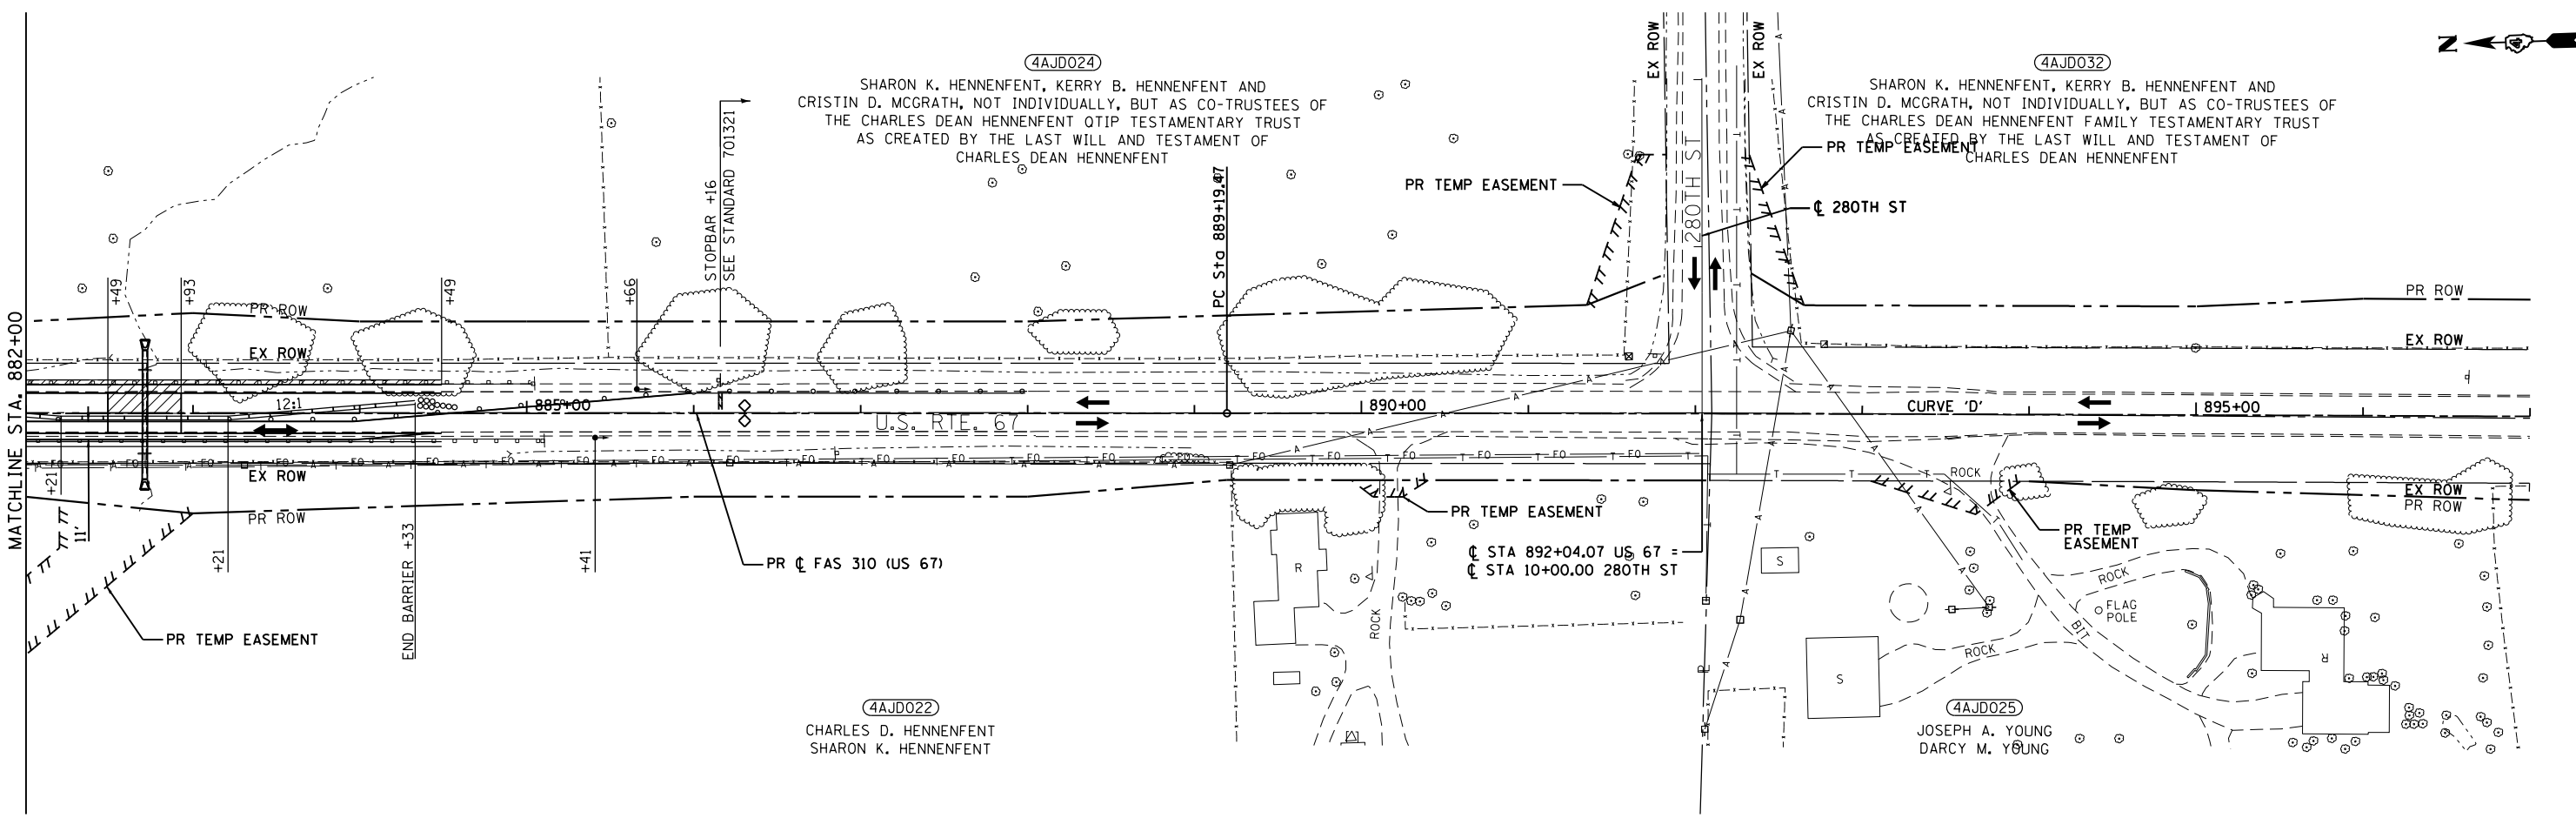 MATCHLINE STA. 882+00
4AJD024
SHARON K. HENNENFENT, KERRY B. HENNENFENT AND
CRISTIN D. MCGRATH, NOT INDIVIDUALLY, BUT AS CO-TRUSTEES OF
THE CHARLES DEAN HENNENFENT QTIP TESTAMENTARY TRUST
AS CREATED BY THE LAST WILL AND TESTAMENT OF
CHARLES DEAN HENNENFENT
4AJD032
SHARON K. HENNENFENT, KERRY B. HENNENFENT AND
CRISTIN D. MCGRATH, NOT INDIVIDUALLY, BUT AS CO-TRUSTEES OF
THE CHARLES DEAN HENNENFENT FAMILY TESTAMENTARY TRUST
AS CREATED BY THE LAST WILL AND TESTAMENT OF
CHARLES DEAN HENNENFENT
N
EX ROW
EX ROW
PR TEMP EASEMENT
PR TEMP EASEMENT
280TH ST
℄ 280TH ST
STOPBAR +16
SEE STANDARD 701321
PC Sta 889+19.47
+49
+93
+49
+66
PR ROW
EX ROW
PR ROW
EX ROW
12:1
885+00
890+00
CURVE 'D'
895+00
U.S. RTE. 67
EX ROW
PR ROW
EX ROW
PR ROW
+21
11'
+21
END BARRIER +33
+41
PR ℄ FAS 310 (US 67)
PR TEMP EASEMENT
PR TEMP EASEMENT
℄ STA 892+04.07 US 67 =
℄ STA 10+00.00 280TH ST
PR TEMP
EASEMENT
ROCK
ROCK
ROCK
ROCK
BIT
FLAG
POLE
R
S
S
R
4AJD022
CHARLES D. HENNENFENT
SHARON K. HENNENFENT
4AJD025
JOSEPH A. YOUNG
DARCY M. YOUNG